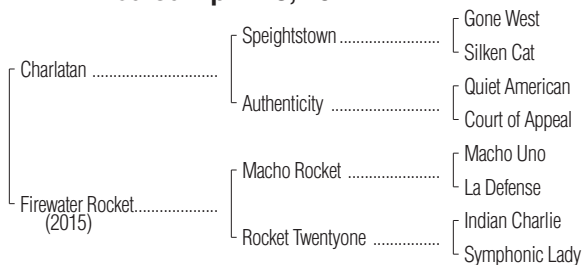 Gone West
Speightstown
Silken Cat
Charlatan
Quiet American
Authenticity
Court of Appeal
Macho Uno
Macho Rocket
La Defense
Firewater Rocket
(2015)
Indian Charlie
Rocket Twentyone
Symphonic Lady